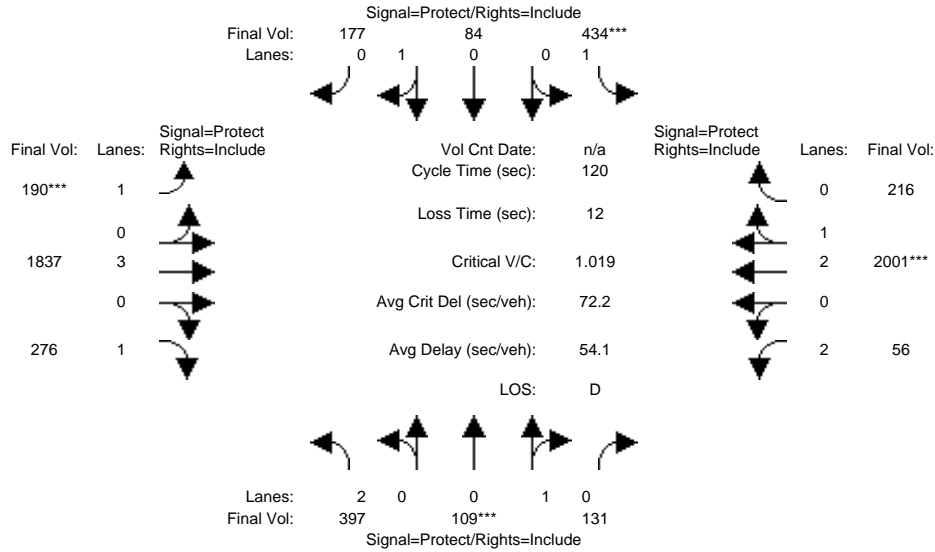 Signal=Protect/Rights=Include
Final Vol: 177 84 434***
Lanes: 0 1 0 0 1
Signal=Protect Signal=Protect
Final Vol: Lanes: Rights=Include Vol Cnt Date: n/a Rights=Include Lanes: Final Vol:
Cycle Time (sec): 120
190*** 1 0 216
Loss Time (sec): 12
0 1
1837 3 Critical V/C: 1.019 2 2001***
0 Avg Crit Del (sec/veh): 72.2 0
276 1 Avg Delay (sec/veh): 54.1 2 56
LOS: D
Lanes: 2 0 0 1 0
Final Vol: 397 109*** 131
Signal=Protect/Rights=Include